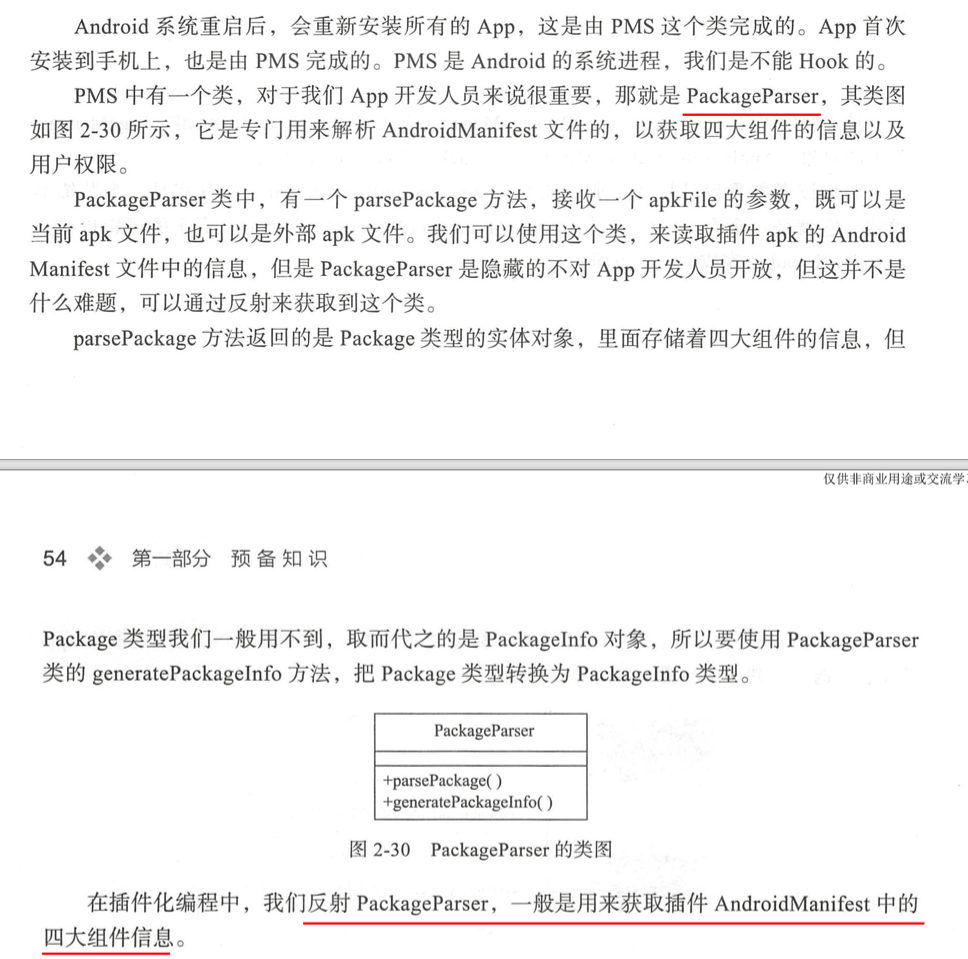 Android 系统重启后，会重新安装所有的 App，这是由 PMS 这个类完成的。App 首次
安装到手机上，也是由 PMS 完成的。PMS 是 Android 的系统进程，我们是不能 Hook 的。
PMS 中有一个类，对于我们 App 开发人员来说很重要，那就是 PackageParser，其类图
如图 2-30 所示，它是专门用来解析 AndroidManifest 文件的，以获取四大组件的信息以及
用户权限。
PackageParser 类中，有一个 parsePackage 方法，接收一个 apkFile 的参数，既可以是
当前 apk 文件，也可以是外部 apk 文件。我们可以使用这个类，来读取插件 apk 的 Android
Manifest 文件中的信息，但是 PackageParser 是隐藏的不对 App 开发人员开放，但这并不是
什么难题，可以通过反射来获取到这个类。
parsePackage 方法返回的是 Package 类型的实体对象，里面存储着四大组件的信息，但
仅供非商业用途或交流学
54 第一部分 预备知识
Package 类型我们一般用不到，取而代之的是 PackageInfo 对象，所以要使用 PackageParser
类的 generatePackageInfo 方法，把 Package 类型转换为 PackageInfo 类型。
PackageParser
+parsePackage( )
+generatePackageInfo( )
图 2-30 PackageParser 的类图
在插件化编程中，我们反射 PackageParser，一般是用来获取插件 AndroidManifest 中的
四大组件信息。